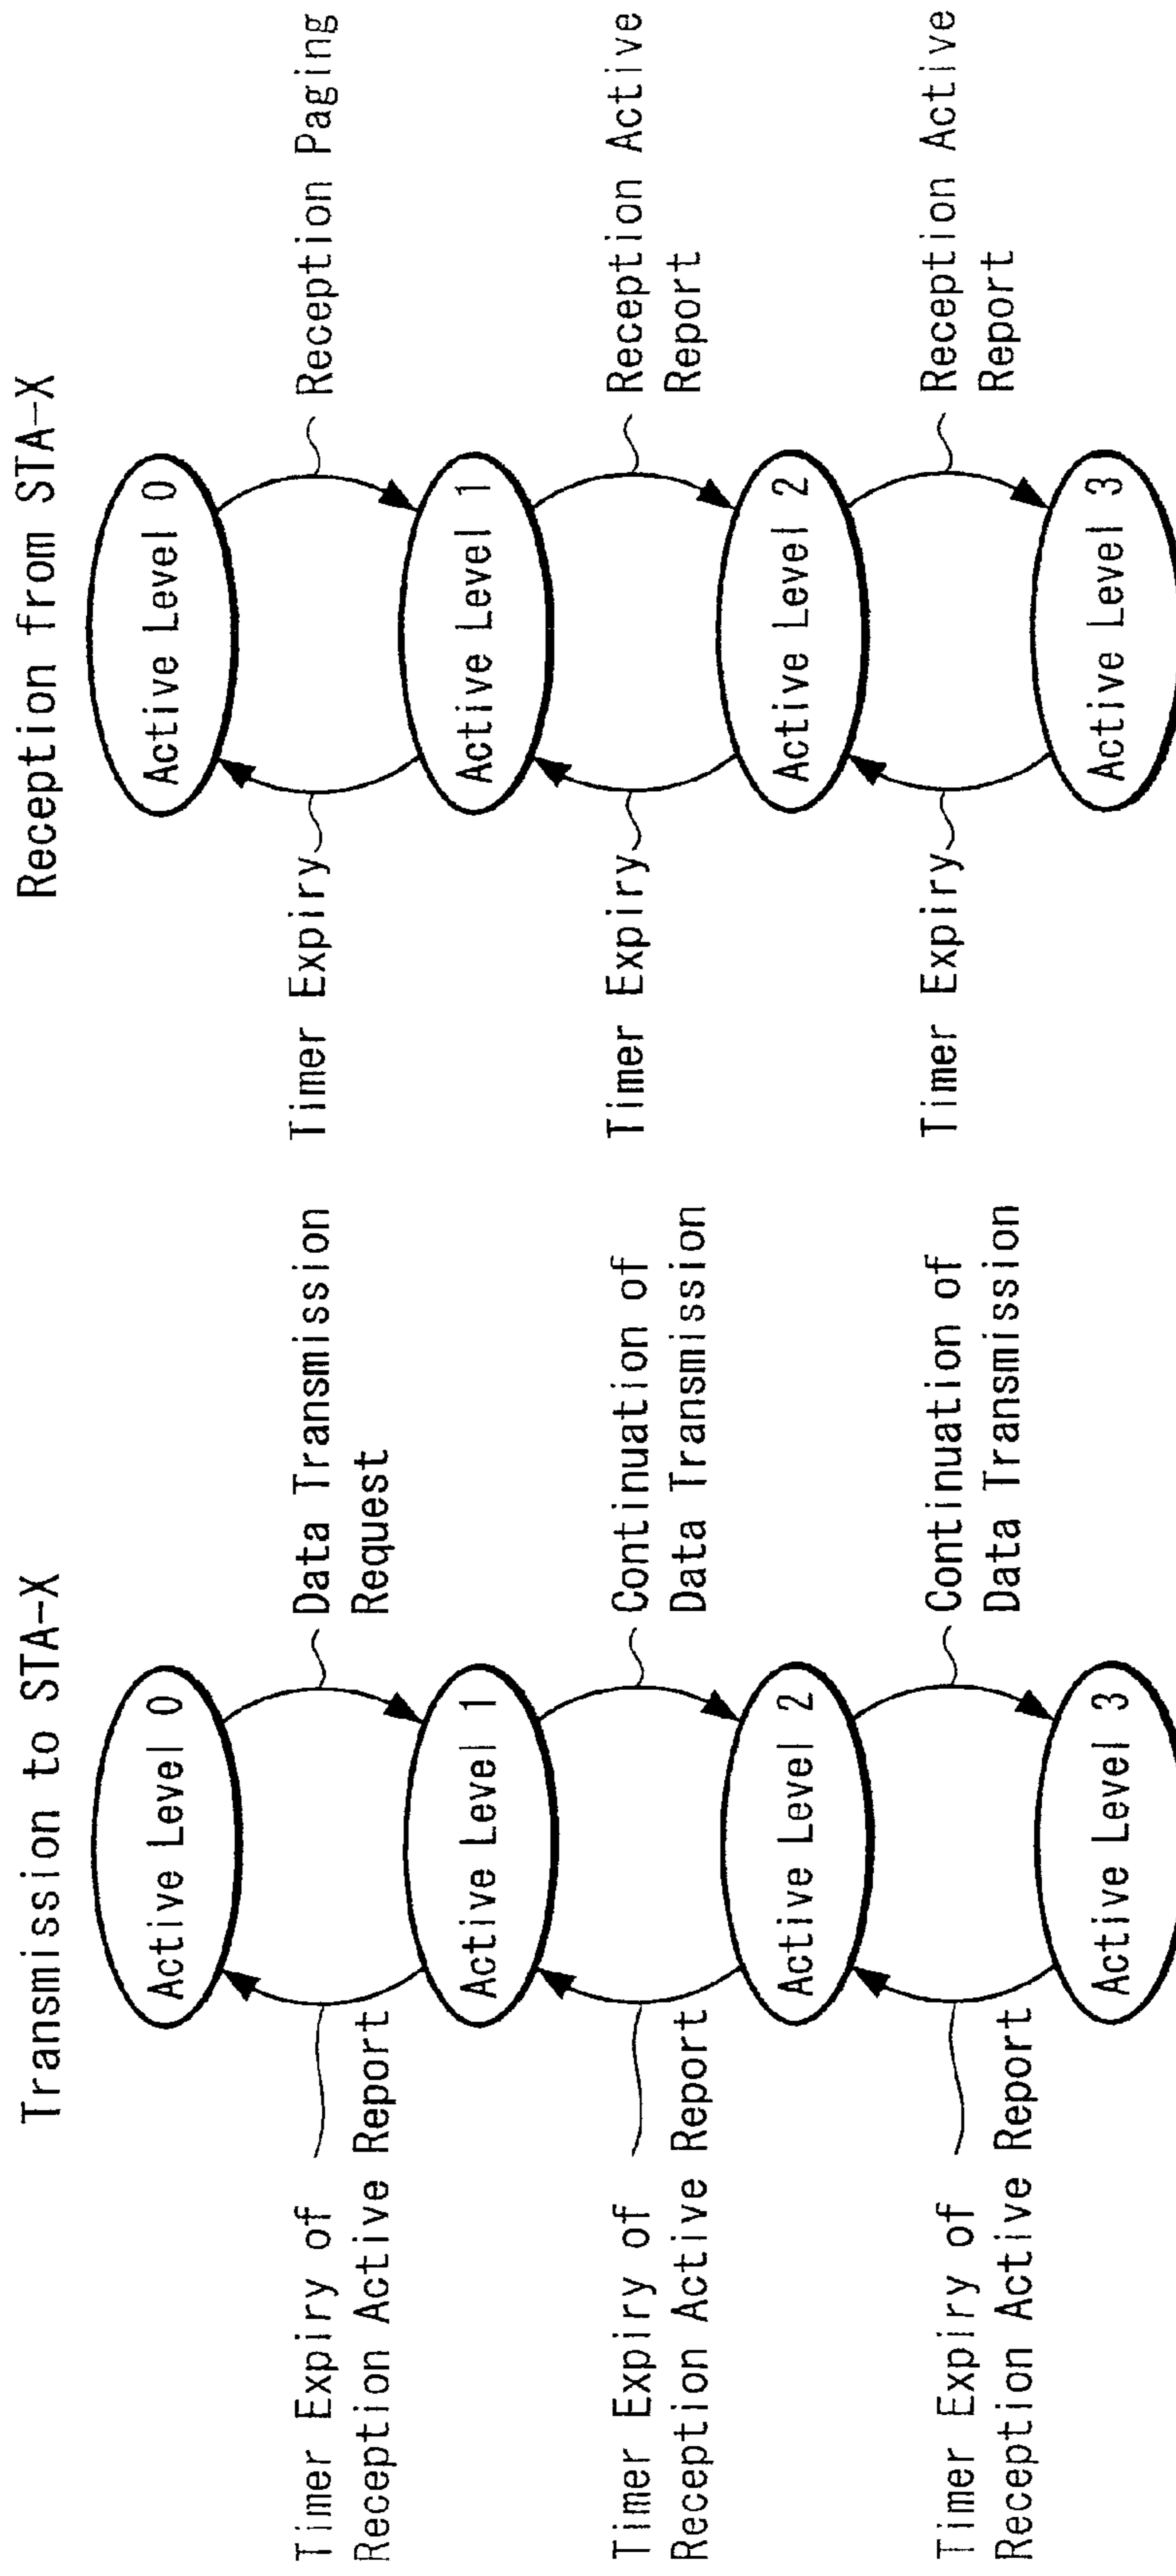 Transmission to STA-X
Active Level 0
Timer Expiry of
Reception Active Report
Data Transmission
Request
Active Level 1
Timer Expiry of
Reception Active Report
Continuation of
Data Transmission
Active Level 2
Timer Expiry of
Reception Active Report
Continuation of
Data Transmission
Active Level 3
Reception from STA-X
Active Level 0
Timer Expiry
Reception Paging
Active Level 1
Timer Expiry
Reception Active
Report
Active Level 2
Timer Expiry
Reception Active
Report
Active Level 3